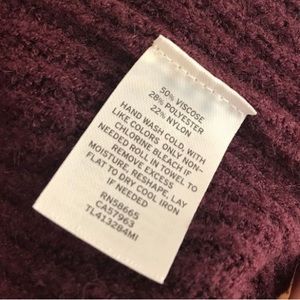 50% VISCOSE
28% POLYESTER
22% NYLON
HAND WASH COLD, WITH
LIKE COLORS, ONLY NON-
CHLORINE BLEACH IF
NEEDED ROLL IN TOWEL TO
REMOVE EXCESS
MOISTURE, RESHAPE, LAY
FLAT TO DRY COOL IRON
IF NEEDED
RN58665
CA57963
TL413284MI